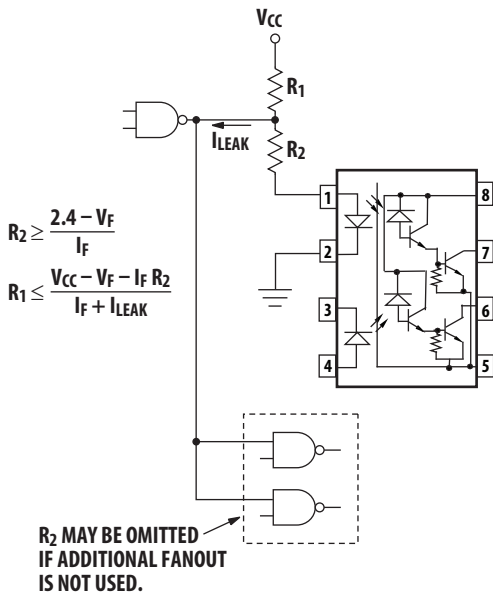 VCC
R1
ILEAK
R2
1
8
R2 ≥ (2.4 – VF) / IF
2
7
R1 ≤ (VCC – VF – IF R2) / (IF + ILEAK)
3
6
4
5
R2 MAY BE OMITTED
IF ADDITIONAL FANOUT
IS NOT USED.